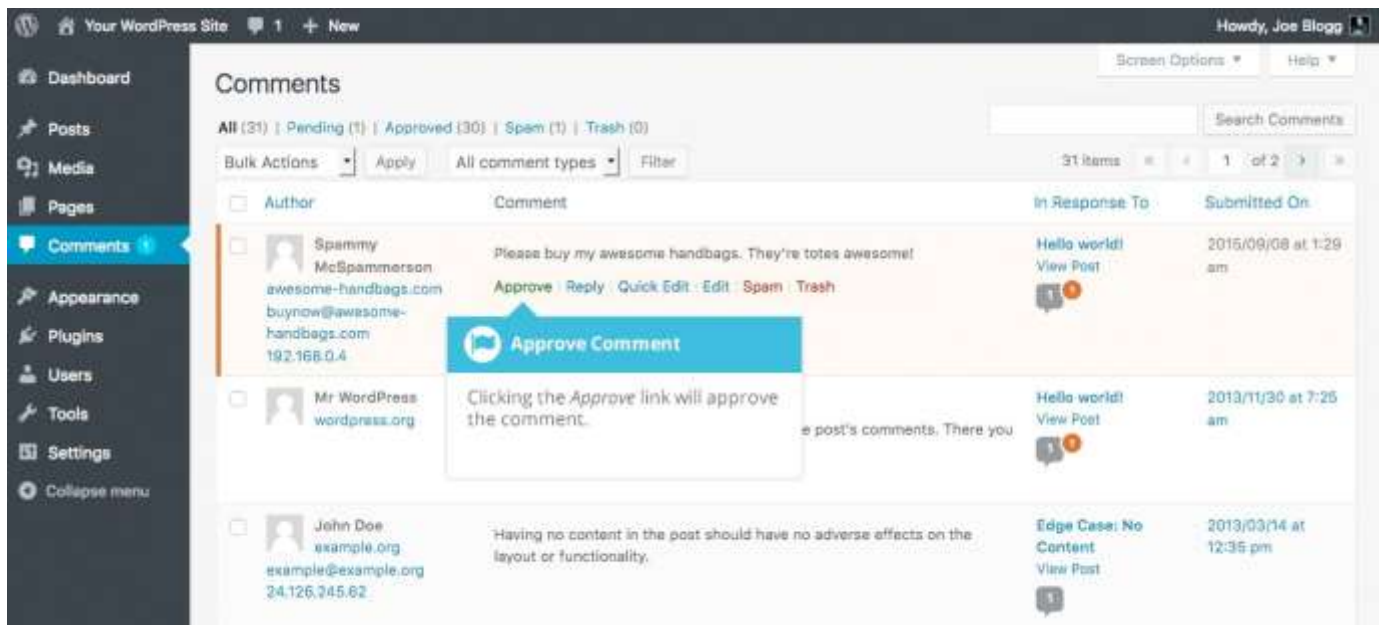 Your WordPress Site 1 + New Howdy, Joe Blogg
Screen Options Help
Dashboard
Posts
Media
Pages
Comments 1
Appearance
Plugins
Users
Tools
Settings
Collapse menu
Comments
All (31) | Pending (1) | Approved (30) | Spam (1) | Trash (0)
Search Comments
Bulk Actions Apply All comment types Filter 31 items « ‹ 1 of 2 › »
Author Comment In Response To Submitted On
Spammy
McSpammerson
awesome-handbags.com
buynow@awesome-
handbags.com
192.168.0.4
Please buy my awesome handbags. They're totes awesome!
Approve | Reply | Quick Edit | Edit | Spam | Trash
Hello world!
View Post
1 1
2015/09/08 at 1:29
am
Approve Comment
Clicking the Approve link will approve
the comment.
Mr WordPress
wordpress.org
e post's comments. There you
Hello world!
View Post
1 1
2013/11/30 at 7:25
am
John Doe
example.org
example@example.org
24.126.245.62
Having no content in the post should have no adverse effects on the
layout or functionality.
Edge Case: No
Content
View Post
1
2013/03/14 at
12:35 pm